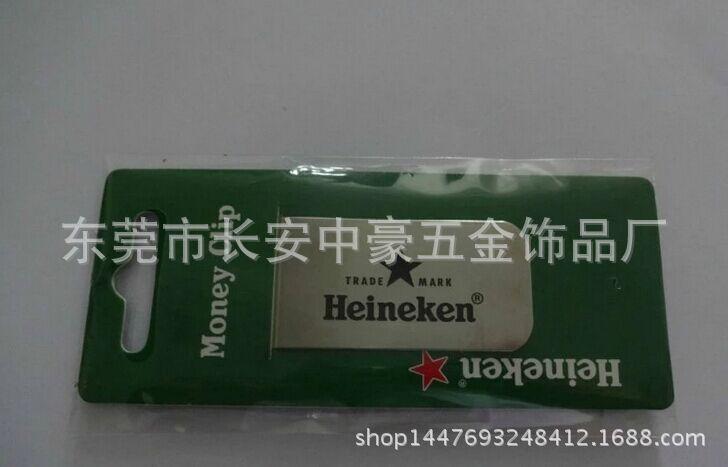 东莞市长安中豪五金饰品厂
Money Clip
TRADE MARK
Heineken®
Heineken®
shop1447693248412.1688.com